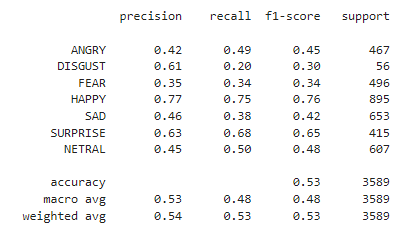 precision recall f1-score support
ANGRY 0.42 0.49 0.45 467
DISGUST 0.61 0.20 0.30 56
FEAR 0.35 0.34 0.34 496
HAPPY 0.77 0.75 0.76 895
SAD 0.46 0.38 0.42 653
SURPRISE 0.63 0.68 0.65 415
NETRAL 0.45 0.50 0.48 607
accuracy 0.53 3589
macro avg 0.53 0.48 0.48 3589
weighted avg 0.54 0.53 0.53 3589